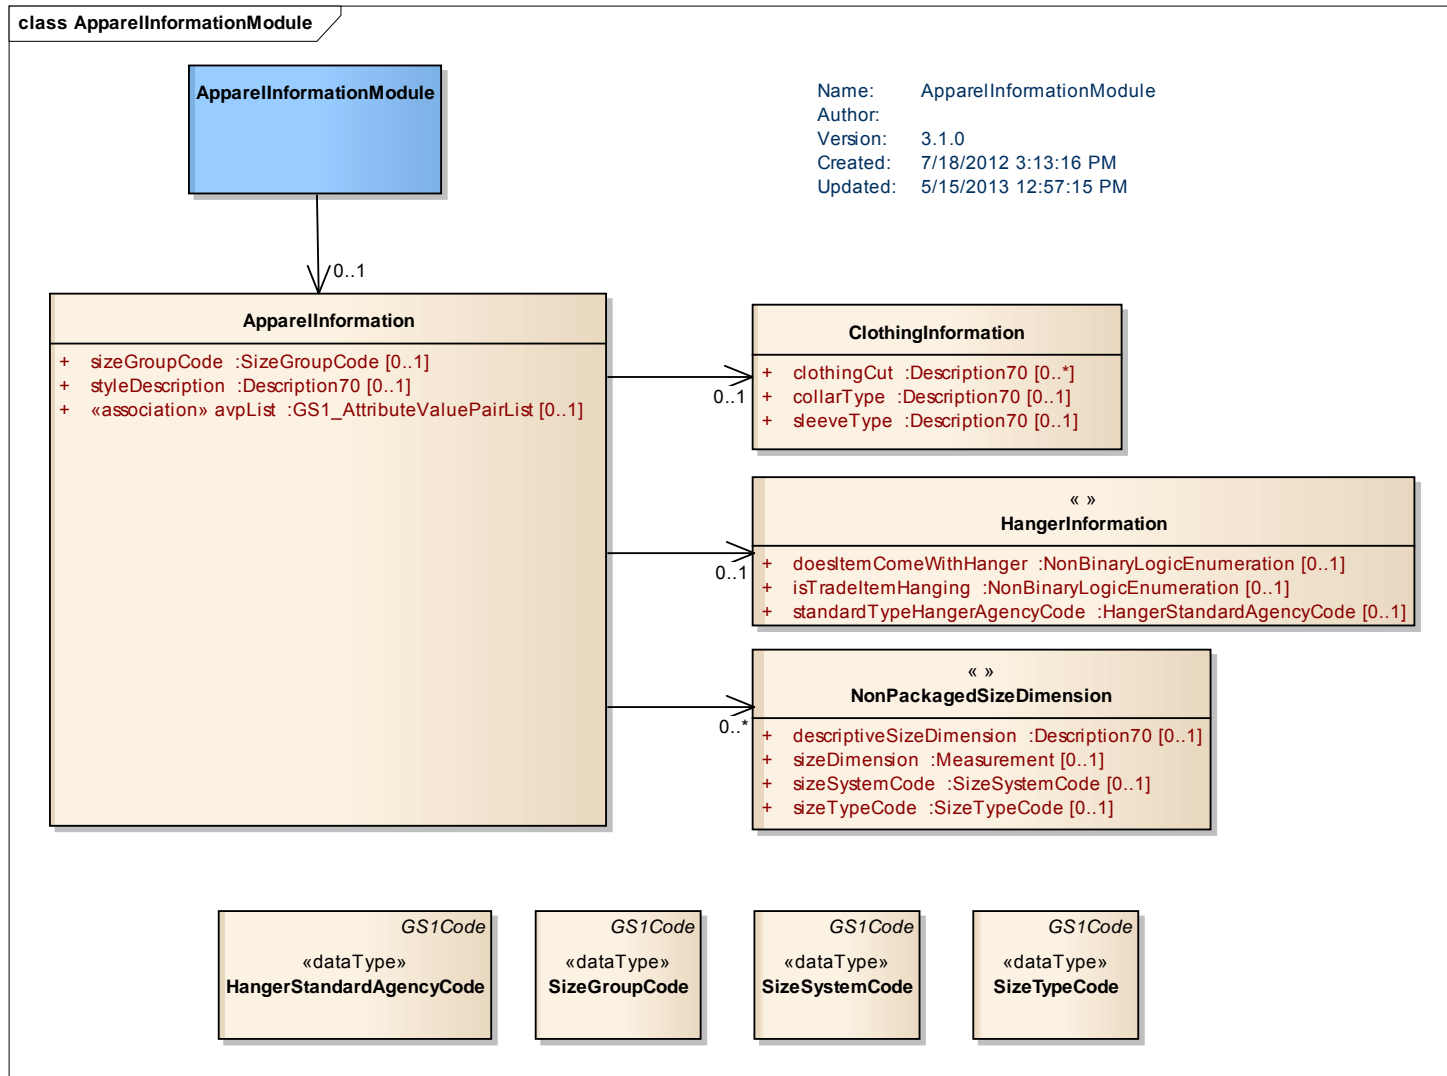 class ApparelInformationModule
ApparelInformationModule
Name: ApparelInformationModule
Author:
Version: 3.1.0
Created: 7/18/2012 3:13:16 PM
Updated: 5/15/2013 12:57:15 PM
0..1
ApparelInformation
+ sizeGroupCode :SizeGroupCode [0..1]
+ styleDescription :Description70 [0..1]
+ «association» avpList :GS1_AttributeValuePairList [0..1]
0..1
ClothingInformation
+ clothingCut :Description70 [0..*]
+ collarType :Description70 [0..1]
+ sleeveType :Description70 [0..1]
0..1
« »
HangerInformation
+ doesItemComeWithHanger :NonBinaryLogicEnumeration [0..1]
+ isTradeItemHanging :NonBinaryLogicEnumeration [0..1]
+ standardTypeHangerAgencyCode :HangerStandardAgencyCode [0..1]
0..*
« »
NonPackagedSizeDimension
+ descriptiveSizeDimension :Description70 [0..1]
+ sizeDimension :Measurement [0..1]
+ sizeSystemCode :SizeSystemCode [0..1]
+ sizeTypeCode :SizeTypeCode [0..1]
GS1Code
«dataType»
HangerStandardAgencyCode
GS1Code
«dataType»
SizeGroupCode
GS1Code
«dataType»
SizeSystemCode
GS1Code
«dataType»
SizeTypeCode